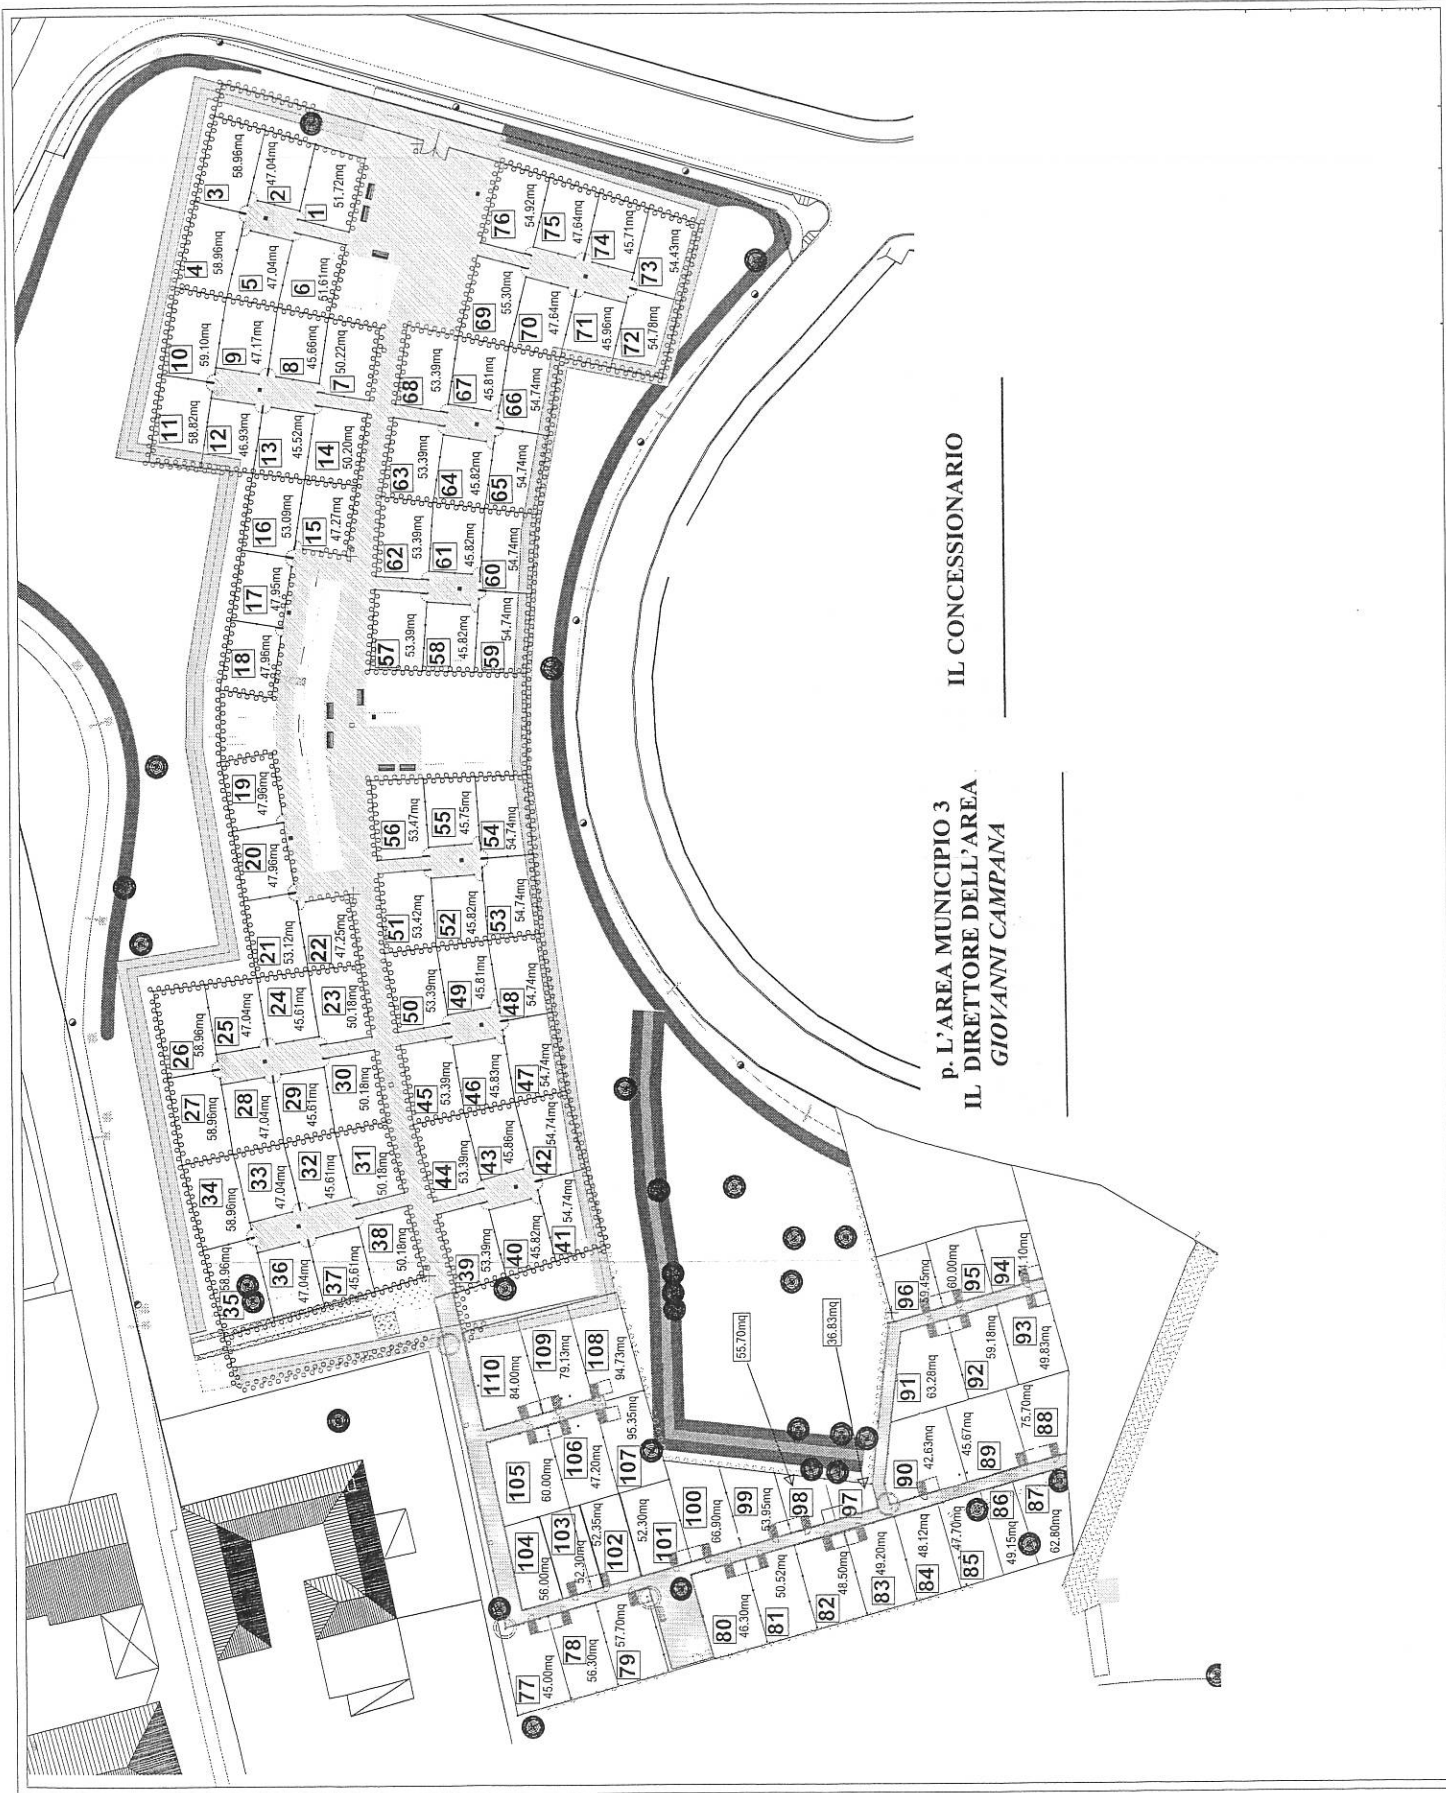 1
51.72mq
2
47.04mq
3
58.96mq
4
58.96mq
5
47.04mq
6
51.61mq
7
50.22mq
8
45.66mq
9
47.17mq
10
59.10mq
11
58.82mq
12
46.93mq
13
45.52mq
14
50.20mq
15
47.27mq
16
53.09mq
17
47.95mq
18
47.96mq
19
47.96mq
20
47.96mq
21
53.12mq
22
47.25mq
23
50.18mq
24
45.61mq
25
47.04mq
26
58.96mq
27
58.96mq
28
47.04mq
29
45.61mq
30
50.18mq
31
50.18mq
32
45.61mq
33
47.04mq
34
58.96mq
35
58.96mq
36
47.04mq
37
45.61mq
38
50.18mq
39
53.39mq
40
45.82mq
41
54.74mq
42
54.74mq
43
45.86mq
44
53.39mq
45
53.39mq
46
45.83mq
47
54.74mq
48
54.74mq
49
45.81mq
50
53.39mq
51
53.42mq
52
45.82mq
53
54.74mq
54
54.74mq
55
45.75mq
56
53.47mq
57
53.39mq
58
45.82mq
59
54.74mq
60
54.74mq
61
45.82mq
62
53.39mq
63
53.39mq
64
45.82mq
65
54.74mq
66
54.74mq
67
45.81mq
68
53.39mq
69
55.30mq
70
47.64mq
71
45.96mq
72
54.78mq
73
54.43mq
74
45.71mq
75
47.64mq
76
54.92mq
77
45.00mq
78
56.30mq
79
57.70mq
80
46.30mq
81
50.52mq
82
48.50mq
83
49.20mq
84
48.12mq
85
47.70mq
86
49.15mq
87
62.80mq
88
75.70mq
89
45.67mq
90
42.63mq
91
63.28mq
92
59.18mq
93
49.83mq
94
95
60.00mq
96
59.45mq
97
36.83mq
98
55.70mq
99
53.95mq
100
66.90mq
101
52.30mq
102
52.35mq
103
52.30mq
104
56.00mq
105
60.00mq
106
47.20mq
107
95.35mq
108
94.73mq
109
79.13mq
110
84.00mq
p. L'AREA MUNICIPIO 3
IL DIRETTORE DELL'AREA
GIOVANNI CAMPANA
IL CONCESSIONARIO